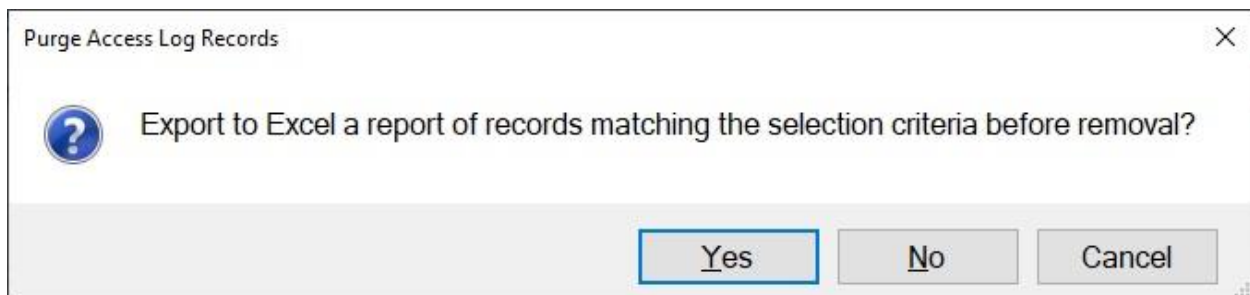 Purge Access Log Records
Export to Excel a report of records matching the selection criteria before removal?
Yes
No
Cancel